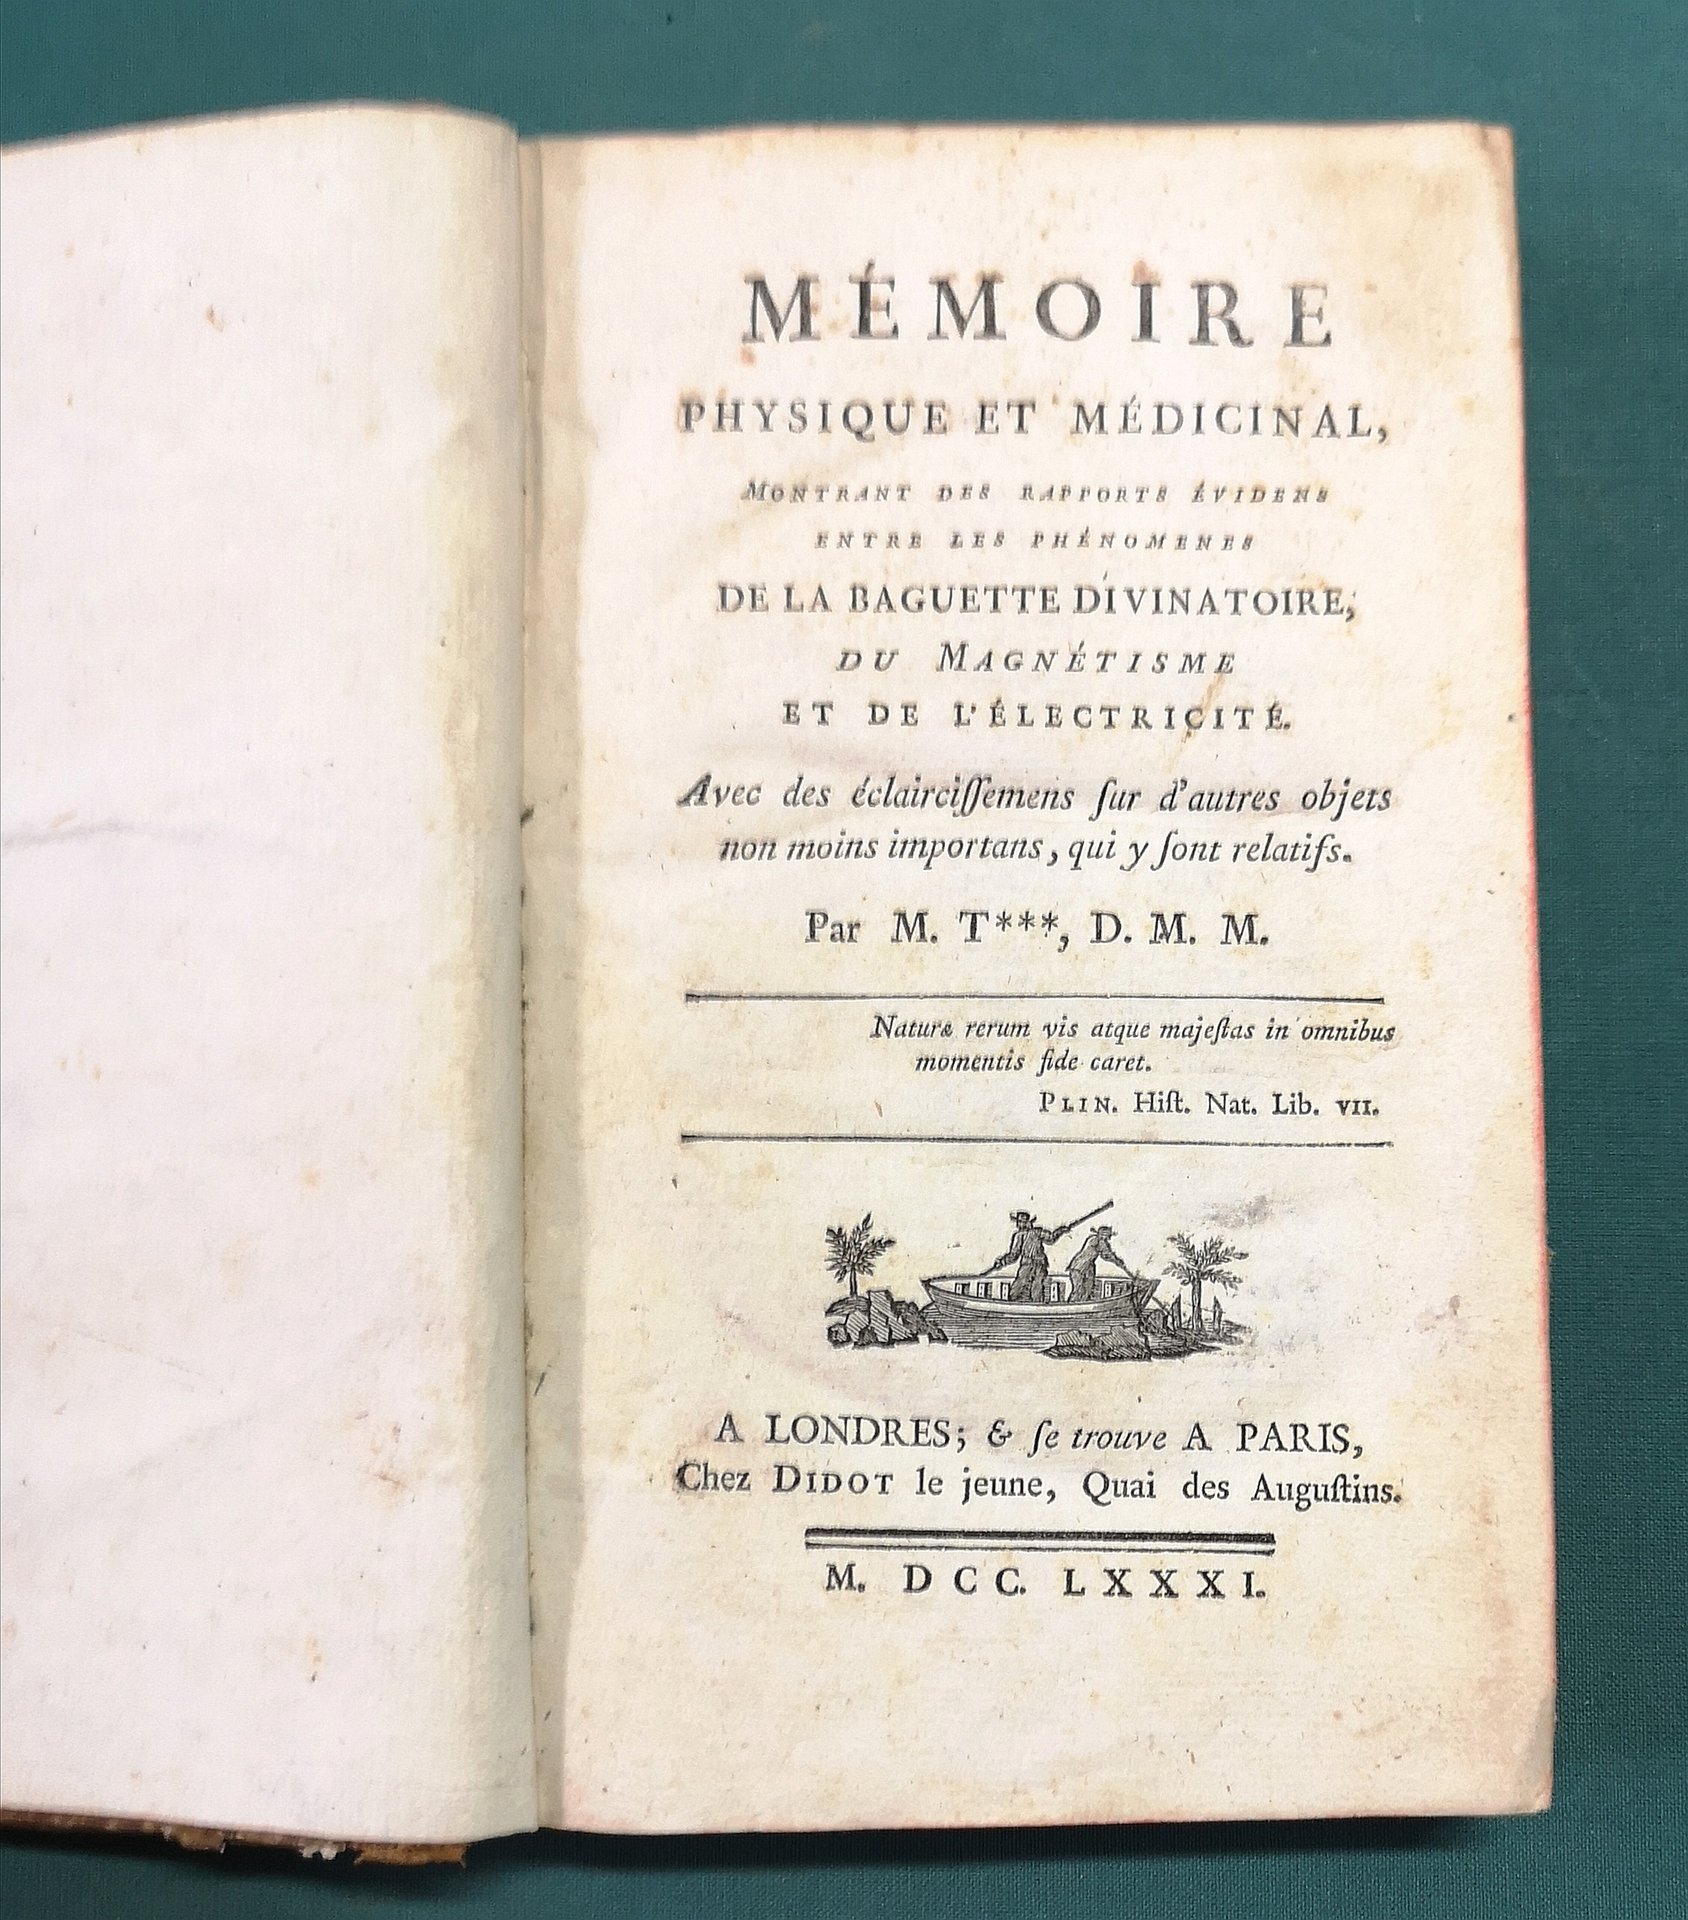 MÉMOIRE
PHYSIQUE ET MÉDICINAL,
MONTRANT DES RAPPORTS ÉVIDENS
ENTRE LES PHÉNOMENES
DE LA BAGUETTE DIVINATOIRE,
DU MAGNÉTISME
ET DE L'ÉLECTRICITÉ.
Avec des éclairciſſemens ſur d'autres objets
non moins importans, qui y ſont relatifs.
Par M. T***, D. M. M.
Naturæ rerum vis atque majeſtas in omnibus
momentis fide caret.
PLIN. Hiſt. Nat. Lib. VII.
A LONDRES; & ſe trouve A PARIS,
Chez DIDOT le jeune, Quai des Auguſtins.
M. DCC. LXXXI.